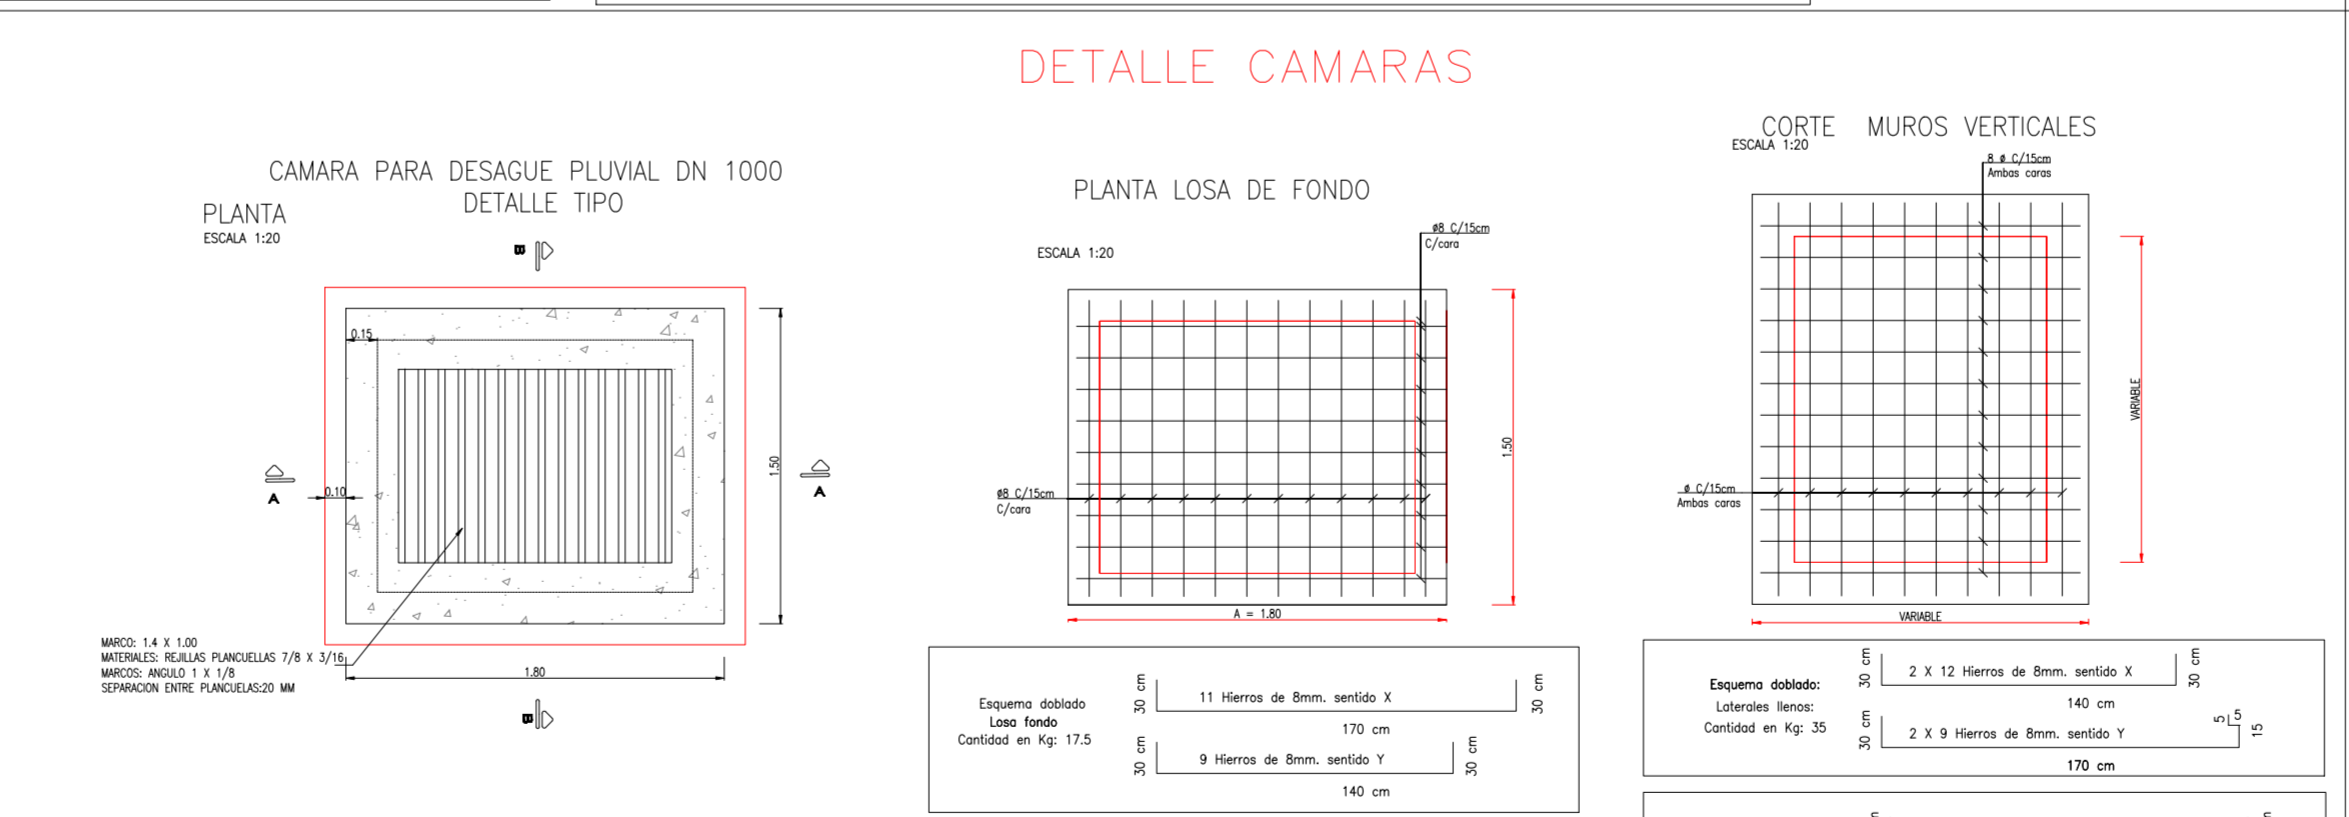 DETALLE CAMARAS
CAMARA PARA DESAGUE PLUVIAL DN 1000
DETALLE TIPO
PLANTA
ESCALA 1:20
B
0.15
1.50
A
A
0.10
MARCO: 1.4 X 1.00
MATERIALES: REJILLAS PLANCUELLAS 7/8 X 3/16
MARCOS: ANGULO 1 X 1/8
SEPARACION ENTRE PLANCUELAS:20 MM
1.80
B
PLANTA LOSA DE FONDO
ESCALA 1:20
ø8 C/15cm
C/cara
1.50
ø8 C/15cm
C/cara
A = 1.80
Esquema doblado
Losa fondo
Cantidad en Kg: 17.5
30 cm
11 Hierros de 8mm. sentido X
30 cm
170 cm
30 cm
9 Hierros de 8mm. sentido Y
30 cm
140 cm
CORTE MUROS VERTICALES
ESCALA 1:20
8 ø C/15cm
Ambas caras
VARIABLE
ø C/15cm
Ambas caras
VARIABLE
Esquema doblado:
Laterales llenos:
Cantidad en Kg: 35
30 cm
2 X 12 Hierros de 8mm. sentido X
30 cm
140 cm
30 cm
2 X 9 Hierros de 8mm. sentido Y
5
5
15
170 cm